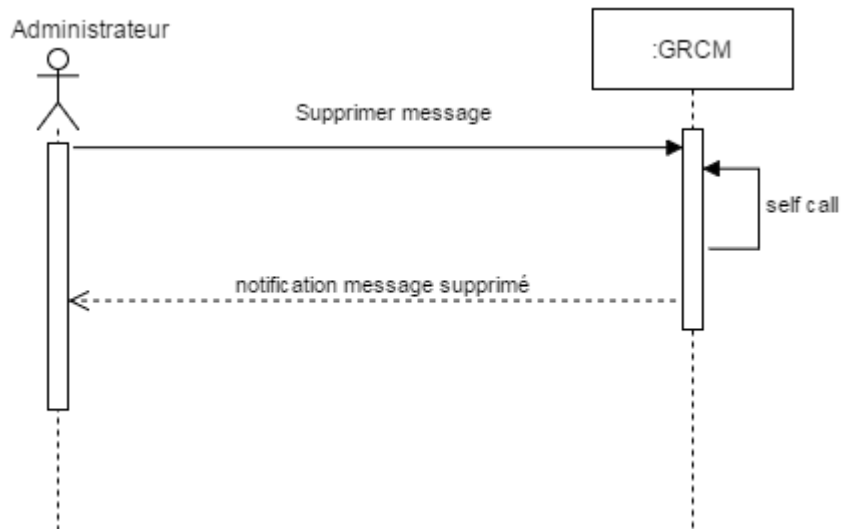 Administrateur
:GRCM
Supprimer message
self call
notification message supprimé